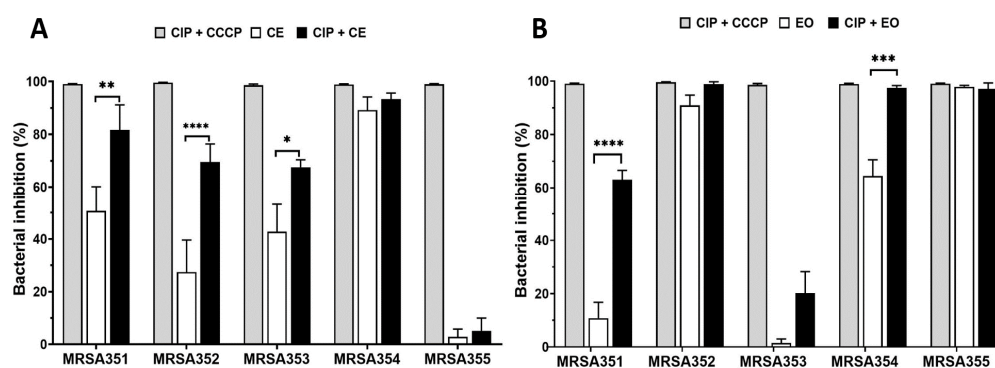 A
CIP + CCCP CE CIP + CE
Bacterial inhibition (%)
100
80
60
40
20
0
**
****
*
MRSA351 MRSA352 MRSA353 MRSA354 MRSA355
B
CIP + CCCP EO CIP + EO
Bacterial inhibition (%)
100
80
60
40
20
0
****
***
MRSA351 MRSA352 MRSA353 MRSA354 MRSA355